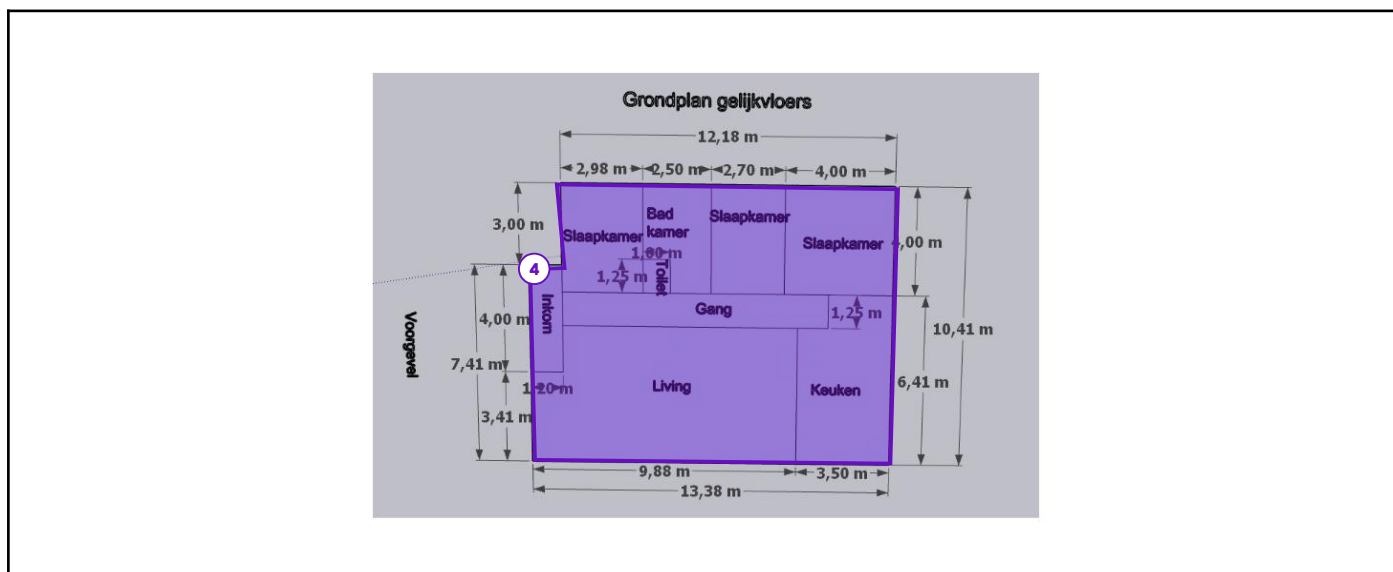 Grondplan gelijkvloers
12,18 m
2,98 m
2,50 m
2,70 m
4,00 m
3,00 m
Slaapkamer
Bad
kamer
Slaapkamer
Slaapkamer
4,00 m
1,00 m
1,25 m
Toilet
4
Inkom
Gang
1,25 m
10,41 m
4,00 m
Voorgevel
7,41 m
6,41 m
1,20 m
Living
Keuken
3,41 m
9,88 m
3,50 m
13,38 m